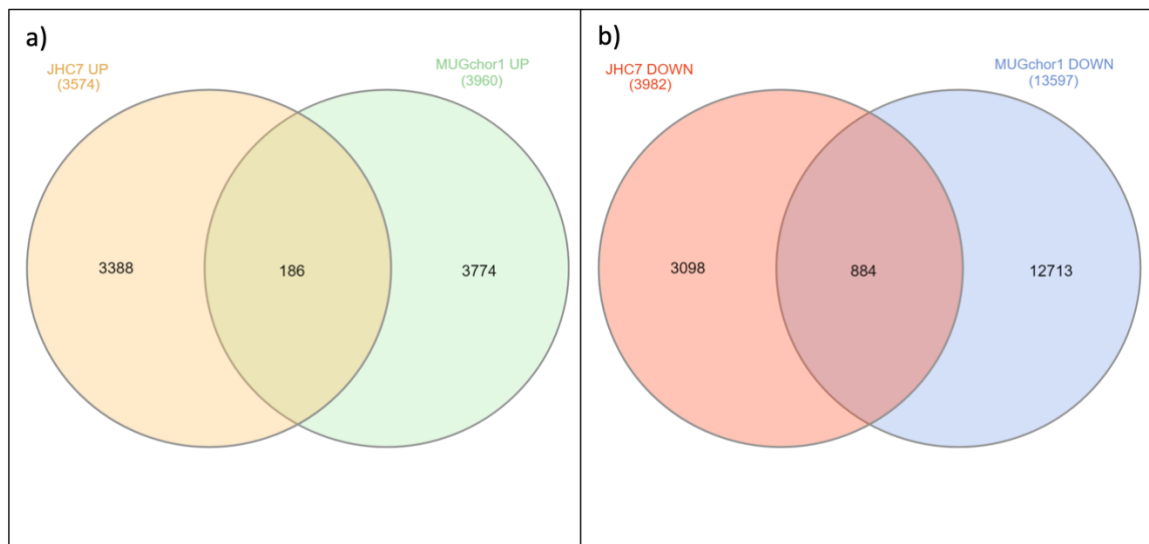 a)
JHC7 UP
(3574)
MUGchor1 UP
(3960)
3388
186
3774
b)
JHC7 DOWN
(3982)
MUGchor1 DOWN
(13597)
3098
884
12713